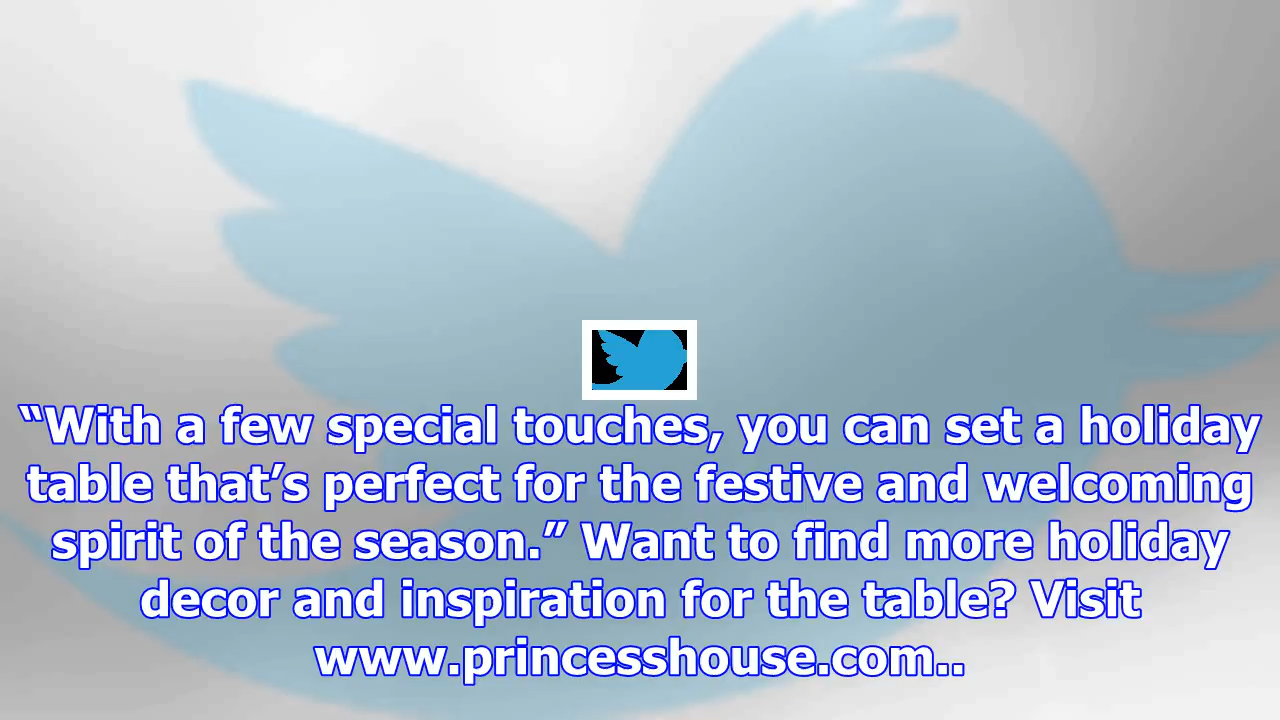 “With a few special touches, you can set a holiday
table that’s perfect for the festive and welcoming
spirit of the season.” Want to find more holiday
decor and inspiration for the table? Visit
www.princesshouse.com..